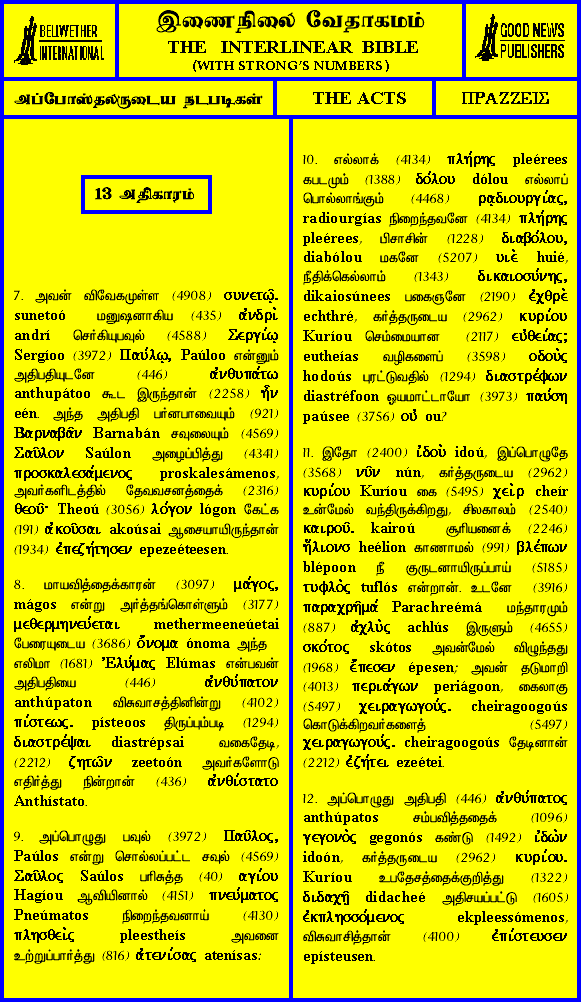 BELLWETHER
INTERNATIONAL
இணைநிலை வேதாகமம்
THE INTERLINEAR BIBLE
(WITH STRONG'S NUMBERS)
GOOD NEWS
PUBLISHERS
அப்போஸ்தலருடைய நடபடிகள்
THE ACTS
ΠΡΑΖΖΕΙΣ
13 அதிகாரம்
7. அவன் விவேகமுள்ள (4908) συνετῷ.
sunetoó மனுஷனாகிய (435) ἀνδρὶ
andrí செர்கியுபவுல் (4588) Σεργίῳ
Sergíoo (3972) Παύλῳ, Paúloo என்னும்
அதிபதியுடனே (446) ἀνθυπάτω
anthupátoo கூட இருந்தான் (2258) ἦν
eén. அந்த அதிபதி பர்னபாவையும் (921)
Βαρναβᾶν Barnabán சவுலையும் (4569)
Σαῦλον Saúlon அழைப்பித்து (4341)
προσκαλεσάμενος proskalesámenos,
அவர்களிடத்தில் தேவவசனத்தைக் (2316)
θεοῦ· Theoú (3056) λόγον lógon கேட்க
(191) ἀκοῦσαι akoúsai ஆசையாயிருந்தான்
(1934) ἐπεζήτησεν epezeéteesen.
8. மாயவித்தைக்காரன் (3097) μάγος,
mágos என்று அர்த்தங்கொள்ளும் (3177)
μεθερμηνεύεται methermeeneúetai
பேரையுடைய (3686) ὄνομα ónoma அந்த
எலிமா (1681) Ἐλύμας Elúmas என்பவன்
அதிபதியை (446) ἀνθύπατον
anthúpaton விசுவாசத்தினின்று (4102)
πίστεως. písteoos திருப்பும்படி (1294)
διαστρέψαι diastrépsai வகைதேடி,
(2212) ζητῶν zeetoón அவர்களோடு
எதிர்த்து நின்றான் (436) ἀνθίστατο
Anthístato.
9. அப்பொழுது பவுல் (3972) Παῦλος,
Paúlos என்று சொல்லப்பட்ட சவுல் (4569)
Σαῦλος Saúlos பரிசுத்த (40) αγίου
Hagíou ஆவியினால் (4151) πνεύματος
Pneúmatos நிறைந்தவனாய் (4130)
πλησθεὶς pleestheís அவனை
உற்றுப்பார்த்து (816) ἀτενίσας atenísas:
10. எல்லாக் (4134) πλήρης pleérees
கபடமும் (1388) δόλου dólou எல்லாப்
பொல்லாங்கும் (4468) ρᾳδιουργίας,
radiourgías நிறைந்தவனே (4134) πλήρης
pleérees, பிசாசின் (1228) διαβόλου,
diabólou மகனே (5207) υιὲ huié,
நீதிக்கெல்லாம் (1343) δικαιοσύνης,
dikaiosúnees பகைஞனே (2190) ἐχθρὲ
echthré, கர்த்தருடைய (2962) κυρίου
Kuríou செம்மையான (2117) εὐθείας;
eutheías வழிகளைப் (3598) οδοὺς
hodoús புரட்டுவதில் (1294) διαστρέφων
diastréfoon ஓயமாட்டாயோ (3973) παύση
paúsee (3756) οὐ ou?
11. இதோ (2400) ἰδοὺ idoú, இப்பொழுதே
(3568) νῦν nún, கர்த்தருடைய (2962)
κυρίου Kuríou கை (5495) χεὶρ cheír
உன்மேல் வந்திருக்கிறது, சிலகாலம் (2540)
καιροῦ. kairoú சூரியனைக் (2246)
ἥλιονσ heélion காணாமல் (991) βλέπων
blépoon நீ குருடனாயிருப்பாய் (5185)
τυφλὸς tuflós என்றான். உடனே (3916)
παραχρῆμά Parachreémá மந்தாரமும்
(887) ἀχλὺς achlús இருளும் (4655)
σκότος skótos அவன்மேல் விழுந்தது
(1968) ἔπεσεν épesen; அவன் தடுமாறி
(4013) περιάγων periágoon, கைலாகு
(5497) χειραγωγούς. cheiragoogoús
கொடுக்கிறவர்களைத் (5497)
χειραγωγούς. cheiragoogoús தேடினான்
(2212) ἐζήτει ezeétei.
12. அப்பொழுது அதிபதி (446) ἀνθύπατος
anthúpatos சம்பவித்ததைக் (1096)
γεγονὸς gegonós கண்டு (1492) ἰδὼν
idoón, கர்த்தருடைய (2962) κυρίου.
Kuríou உபதேசத்தைக்குறித்து (1322)
διδαχῇ didacheé அதிசயப்பட்டு (1605)
ἐκπλησσόμενος ekpleessómenos,
விசுவாசித்தான் (4100) ἐπίστευσεν
epísteusen.